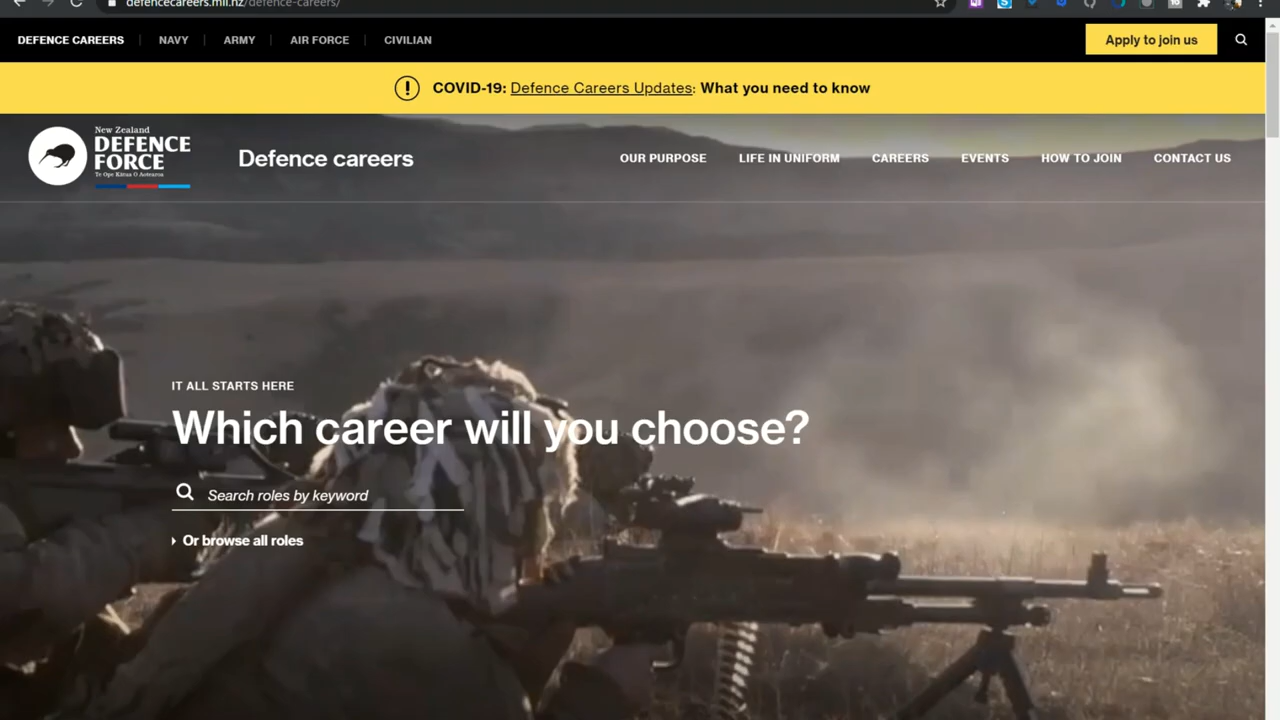 defencecareers.mil.nz/defence-careers/
DEFENCE CAREERS NAVY ARMY AIR FORCE CIVILIAN Apply to join us
COVID-19: Defence Careers Updates: What you need to know
New Zealand
DEFENCE
FORCE
Te Ope Kātua O Aotearoa
Defence careers
OUR PURPOSE LIFE IN UNIFORM CAREERS EVENTS HOW TO JOIN CONTACT US
IT ALL STARTS HERE
Which career will you choose?
Search roles by keyword
Or browse all roles